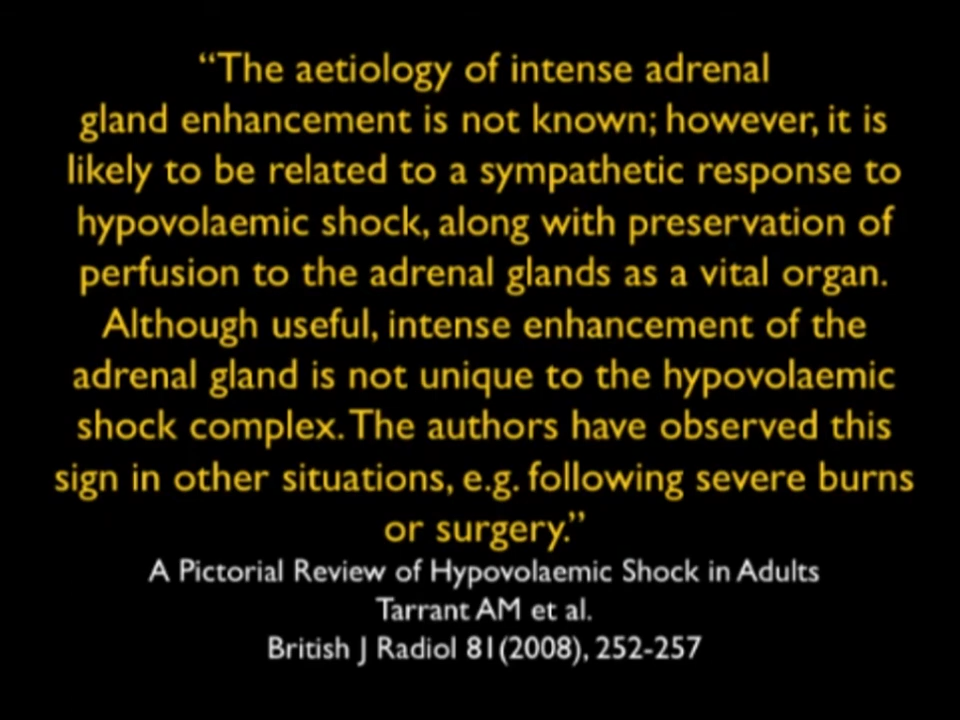 “The aetiology of intense adrenal
gland enhancement is not known; however, it is
likely to be related to a sympathetic response to
hypovolaemic shock, along with preservation of
perfusion to the adrenal glands as a vital organ.
Although useful, intense enhancement of the
adrenal gland is not unique to the hypovolaemic
shock complex. The authors have observed this
sign in other situations, e.g. following severe burns
or surgery.”
A Pictorial Review of Hypovolaemic Shock in Adults
Tarrant AM et al.
British J Radiol 81(2008), 252-257